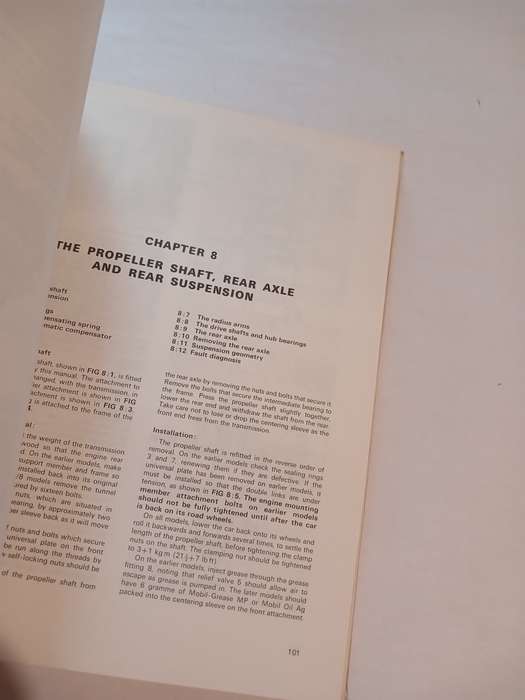 CHAPTER 8
THE PROPELLER SHAFT, REAR AXLE
AND REAR SUSPENSION
shaft
gs
ensating spring
matic compensator
8:7 The radius arms
8:8 The drive shafts and hub bearings
8:9 The rear axle
8:10 Removing the rear axle
8:11 Suspension geometry
8:12 Fault diagnosis
shaft, shown in FIG 8:1, is fitted
this manual. The attachment to
anged, with the transmission, in
ier attachment is shown in FIG
achment is shown in FIG 8:3.
is attached to the frame of the
al:
the weight of the transmission
wood so that the engine rear
d. On the earlier models, make
support member and frame so
installed back into its original
/8 models remove the tunnel
ured by sixteen bolts.
nuts, which are situated in
earing, by approximately two
er sleeve back as it will move
nuts and bolts which secure
universal plate on the front
be run along the threads by
self-locking nuts should be
of the propeller shaft from
the rear axle by removing the nuts and bolts that secure it.
Remove the bolts that secure the intermediate bearing to
the frame. Press the propeller shaft slightly together,
lower the rear end and withdraw the shaft from the rear.
Take care not to lose or drop the centering sleeve as the
front end frees from the transmission.
Installation:
The propeller shaft is refitted in the reverse order of
removal. On the earlier models check the sealing rings
3 and 7, renewing them if they are defective. If the
universal plate has been removed on earlier models, it
must be installed so that the double links are under
tension, as shown in FIG 8:5. The engine mounting
member attachment bolts on earlier models
should not be fully tightened until after the car
is back on its road wheels.
On all models, lower the car back onto its wheels and
roll it backwards and forwards several times, to settle the
length of the propeller shaft, before tightening the clamp
nuts on the shaft. The clamping nut should be tightened
to 3+1 kg m (21½+7 lb ft)
On the earlier models, inject grease through the grease
fitting 8, noting that relief valve 5 should allow air to
escape as grease is pumped in. The later models should
have 6 gramme of Mobil-Grease MP or Mobil Oil Ag
packed into the centering sleeve on the front attachment.
101